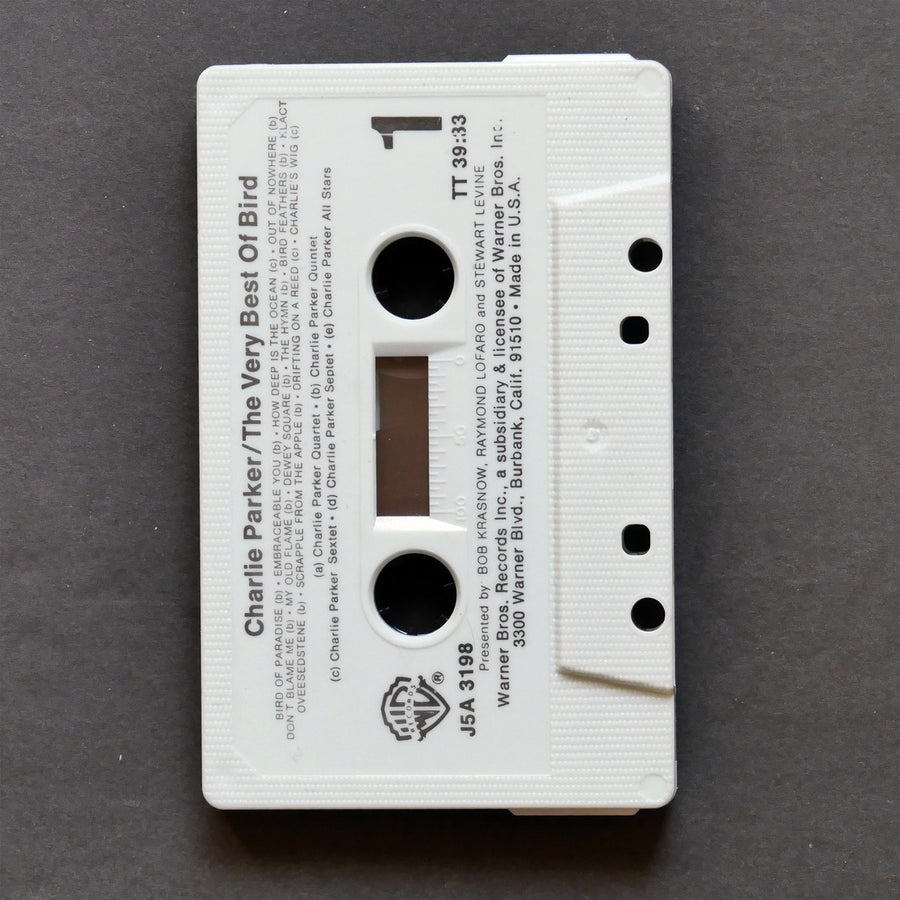 Charlie Parker/The Very Best Of Bird
BIRD OF PARADISE (b) • EMBRACEABLE YOU (b) • HOW DEEP IS THE OCEAN (c) • OUT OF NOWHERE (b)
DON'T BLAME ME (b) • MY OLD FLAME (b) • DEWEY SQUARE (b) • THE HYMN (b) • BIRD FEATHERS (b) • KLACT
OVEESEDSTENE (b) • SCRAPPLE FROM THE APPLE (b) • DRIFTING ON A REED (c) • CHARLIE'S WIG (c)
(a) Charlie Parker Quartet • (b) Charlie Parker Quintet
(c) Charlie Parker Sextet • (d) Charlie Parker Septet • (e) Charlie Parker All Stars
1
WB
RECORDS
®
100 50 0
J5A 3198
TT 39:33
Presented by BOB KRASNOW, RAYMOND LOFARO and STEWART LEVINE
Warner Bros. Records Inc., a subsidiary & licensee of Warner Bros. Inc.
3300 Warner Blvd., Burbank, Calif. 91510 • Made in U.S.A.